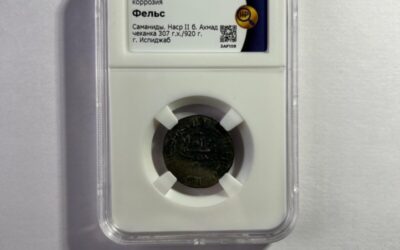 коррозия
Фельс
Саманиды. Наср II б. Ахмад
чеканка 307 г.х./920 г.
г. Испиджаб